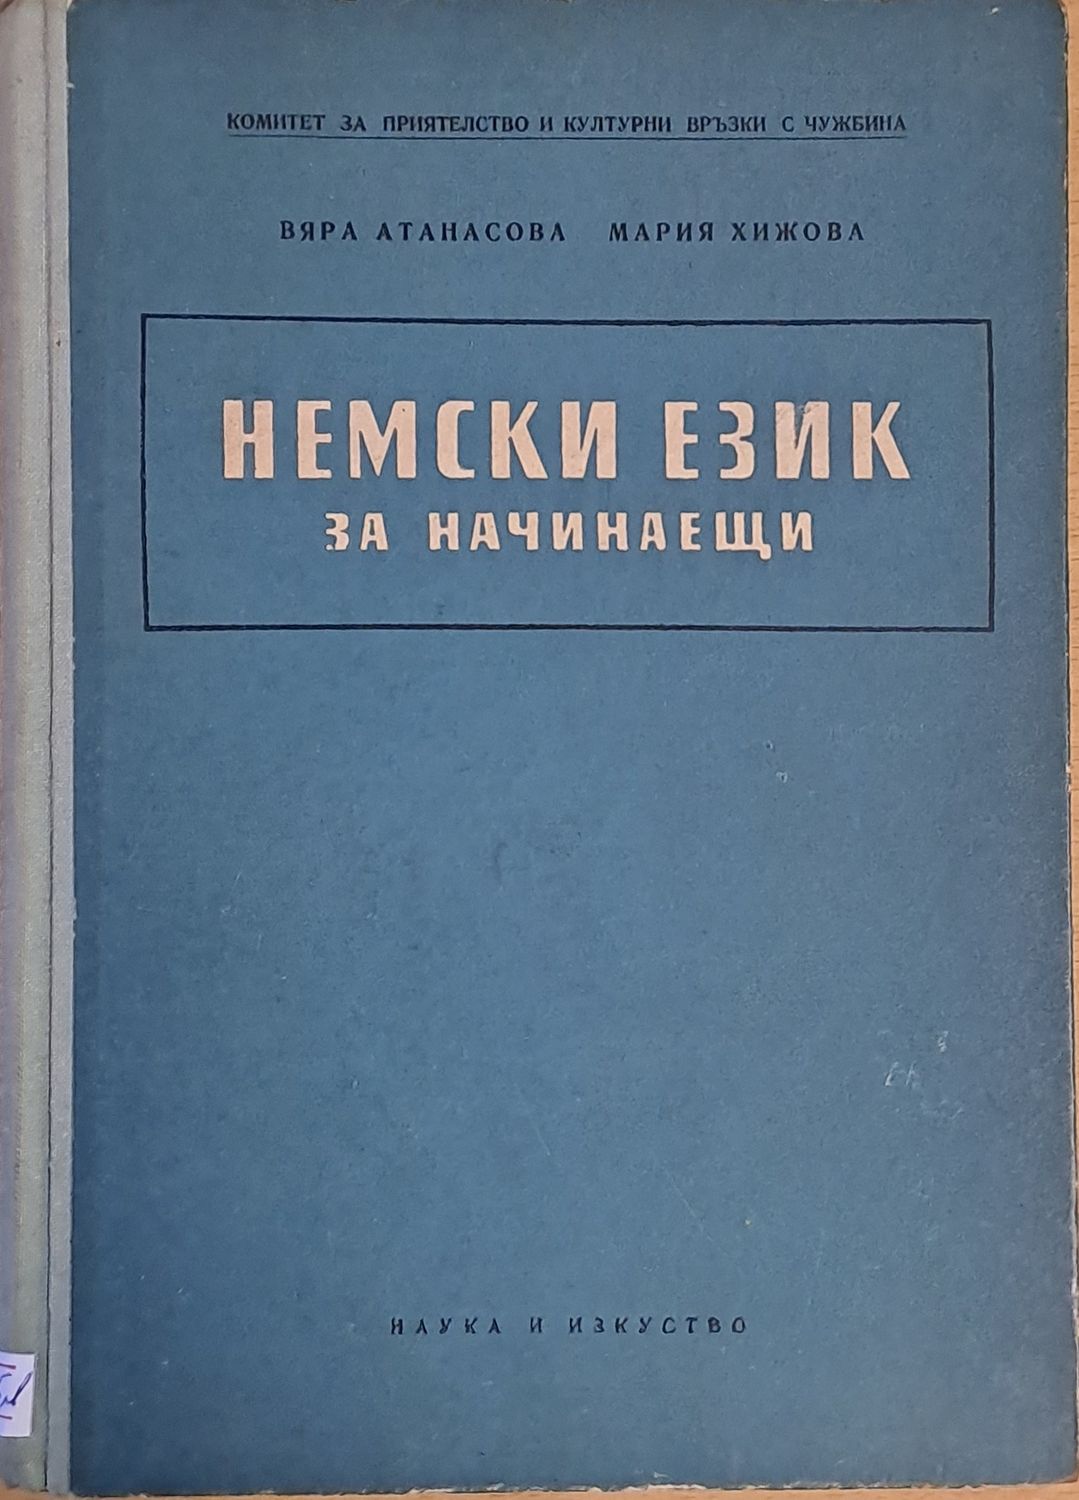 КОМИТЕТ ЗА ПРИЯТЕЛСТВО И КУЛТУРНИ ВРЪЗКИ С ЧУЖБИНА
ВЯРА АТАНАСОВА МАРИЯ ХИЖОВА
НЕМСКИ ЕЗИК
ЗА НАЧИНАЕЩИ
НАУКА И ИЗКУСТВО